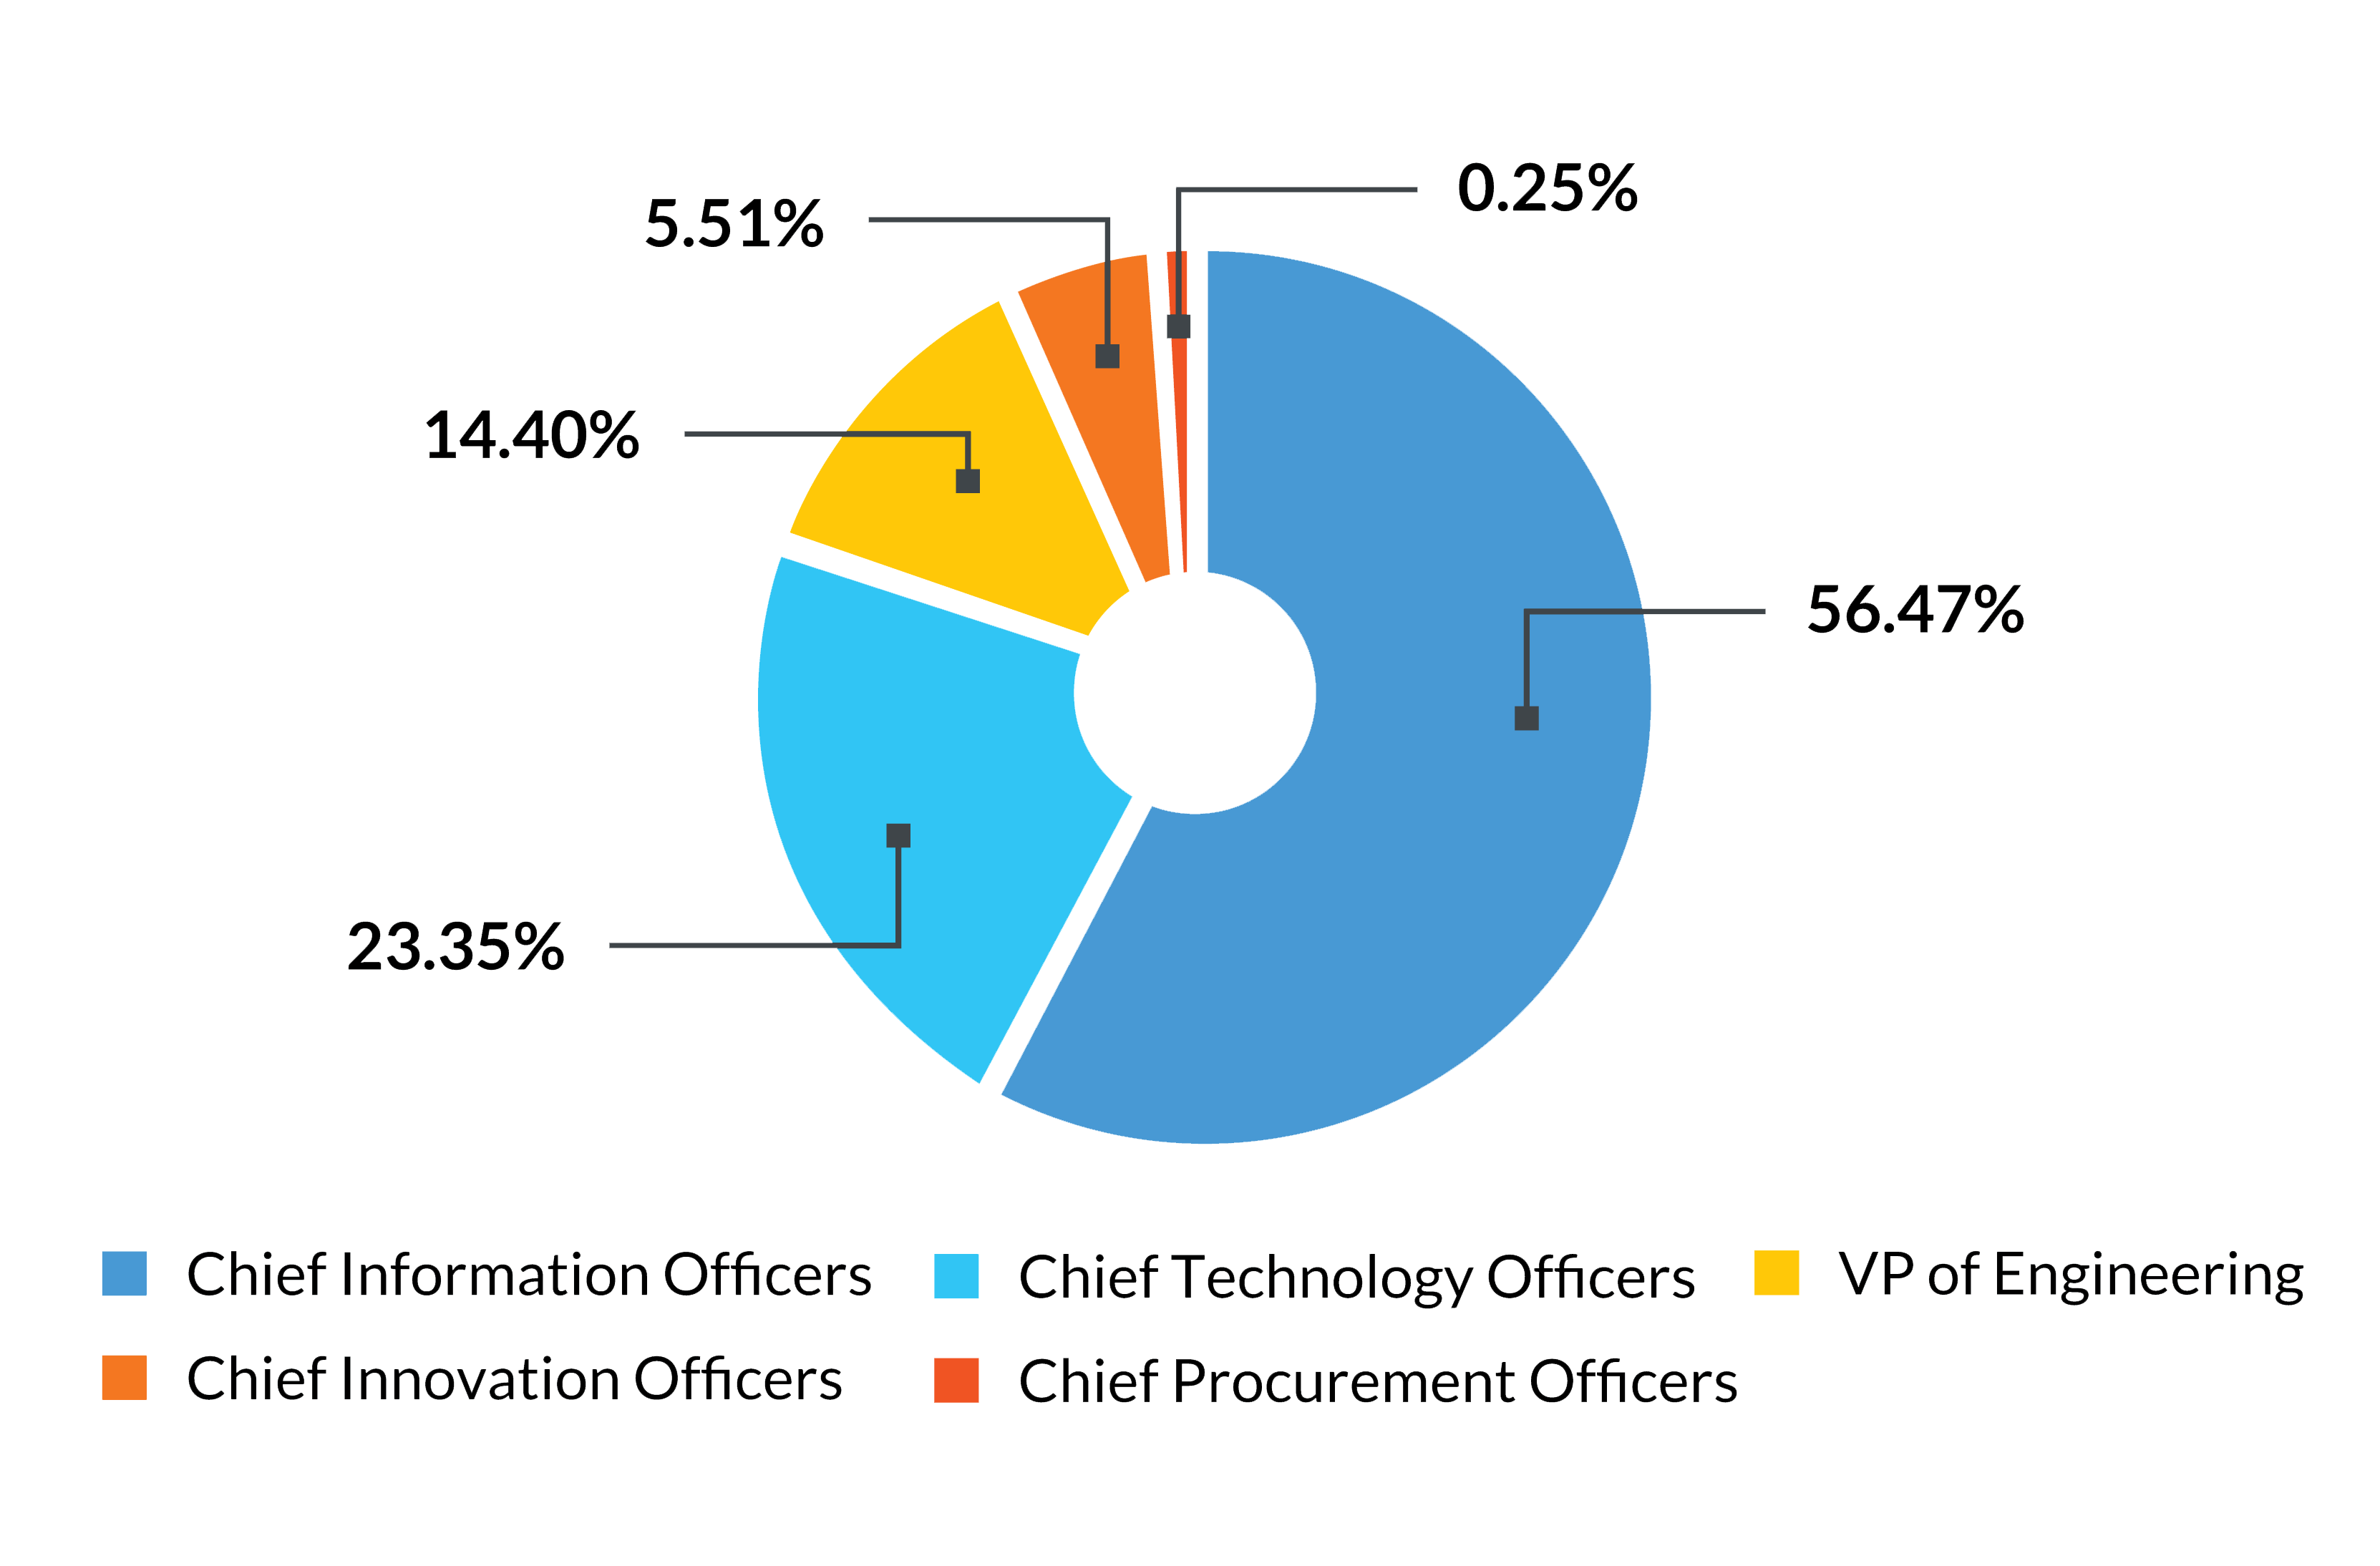 0.25%
5.51%
14.40%
56.47%
23.35%
Chief Information Officers
Chief Technology Officers
VP of Engineering
Chief Innovation Officers
Chief Procurement Officers